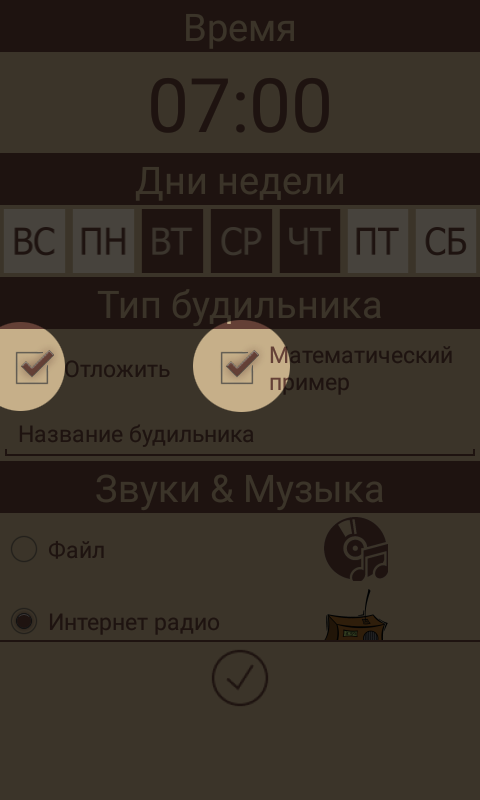 Время
07:00
Дни недели
ВС ПН ВТ СР ЧТ ПТ СБ
Тип будильника
Отложить
Математический
пример
Название будильника
Звуки & Музыка
Файл
Интернет радио